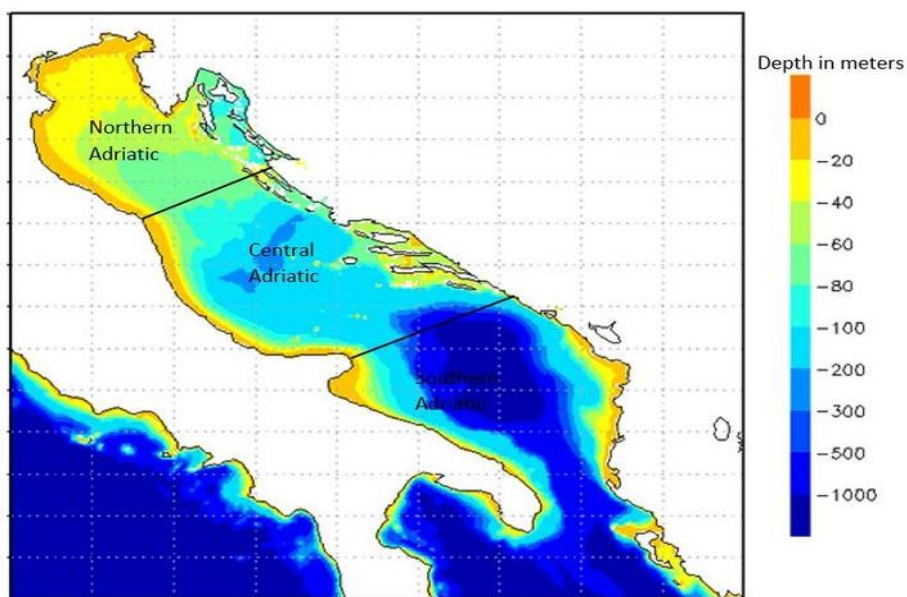 Depth in meters
0
−20
−40
−60
−80
−100
−200
−300
−500
−1000
Northern
Adriatic
Central
Adriatic
Southern
Adriatic